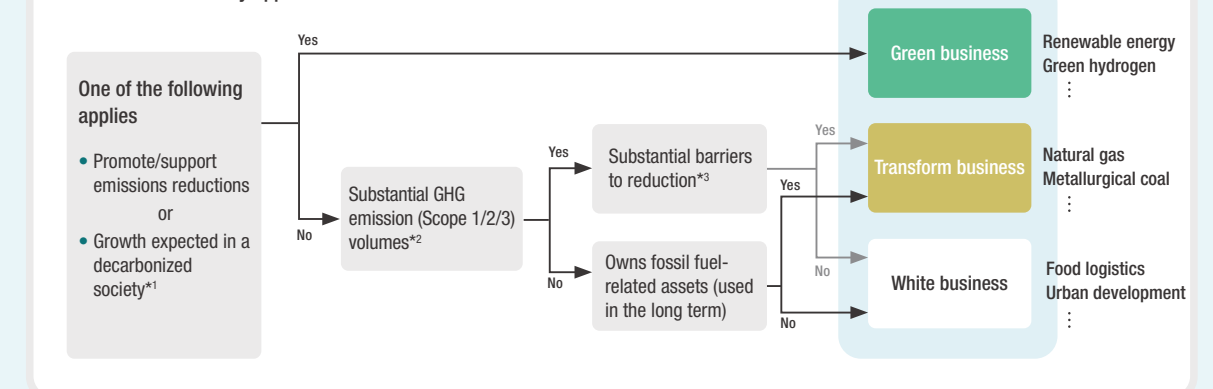 One of the following
applies
• Promote/support
emissions reductions
or
• Growth expected in a
decarbonized
society*1
Yes
No
Substantial GHG
emission (Scope 1/2/3)
volumes*2
Yes
No
Substantial barriers
to reduction*3
Owns fossil fuel-
related assets (used
in the long term)
Yes
No
Yes
No
Green business
Renewable energy
Green hydrogen
⋮
Transform business
Natural gas
Metallurgical coal
⋮
White business
Food logistics
Urban development
⋮